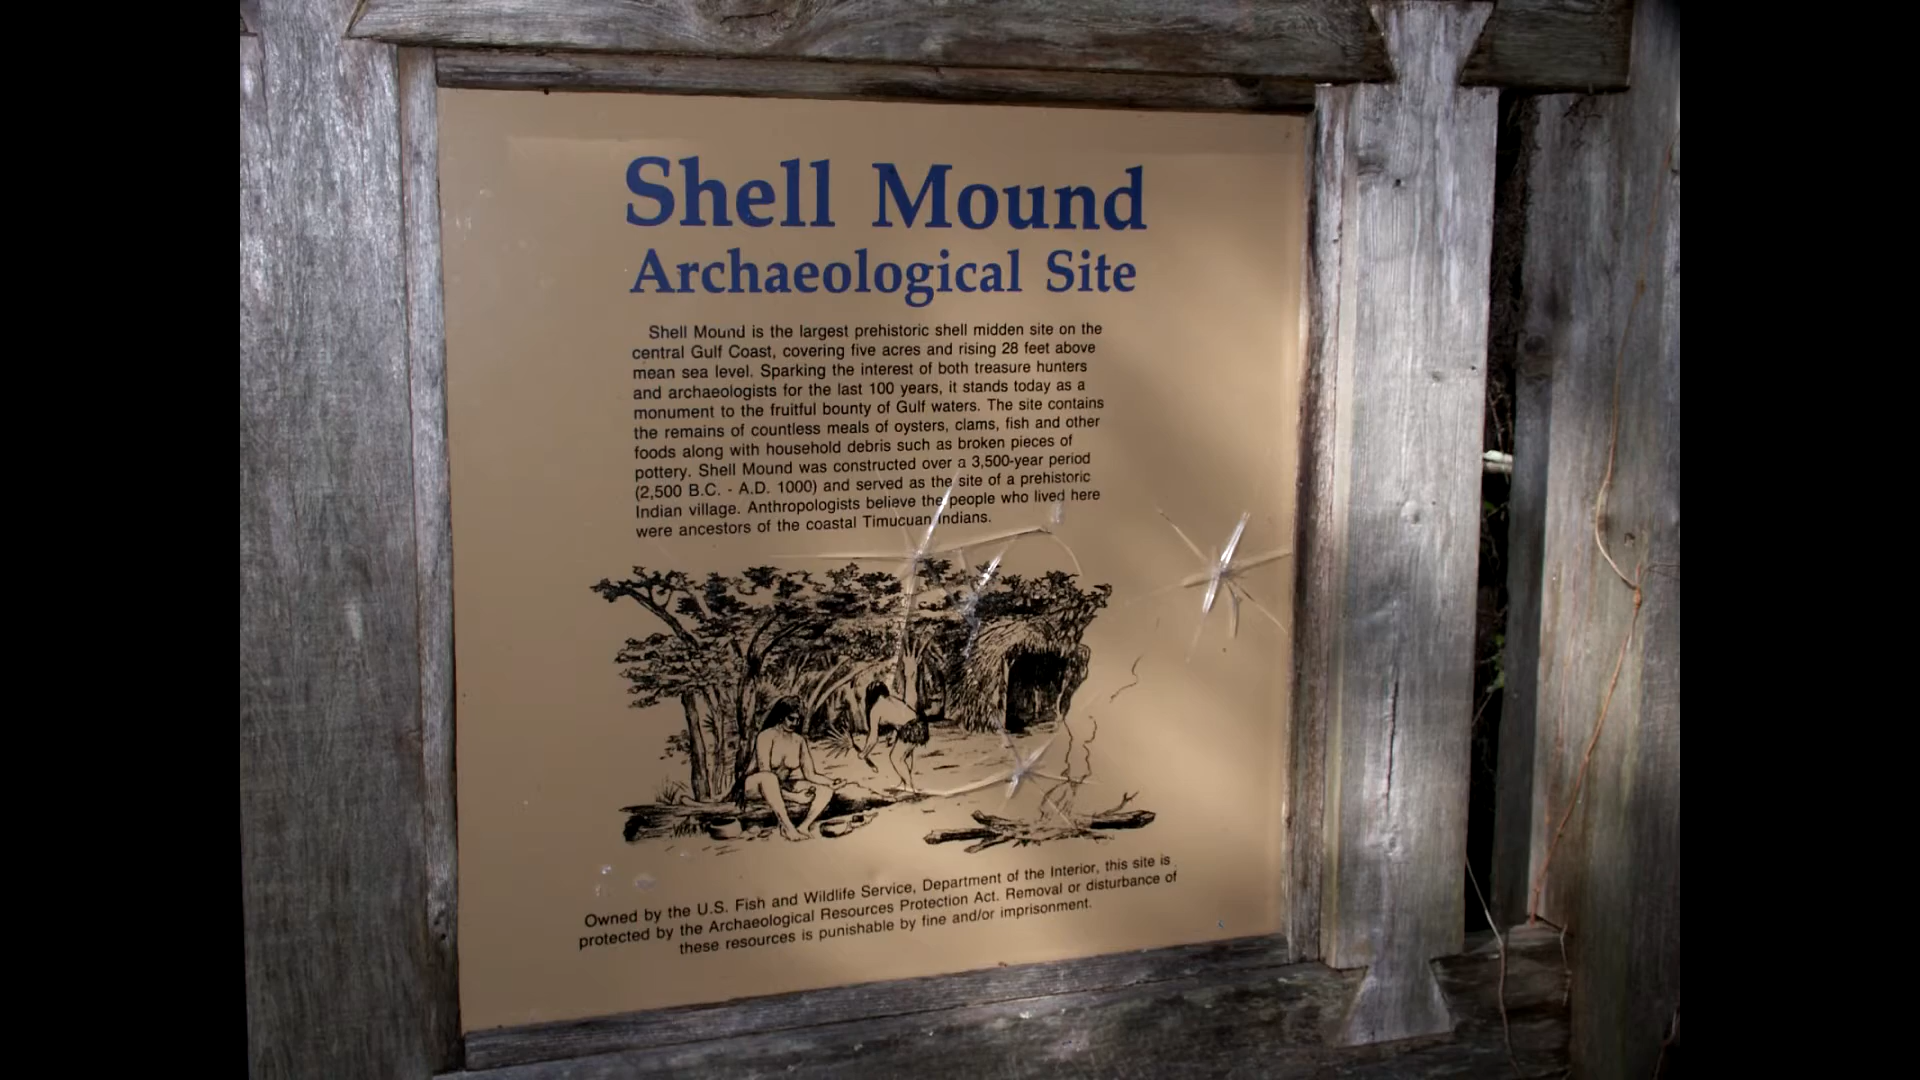 Shell Mound
Archaeological Site
Shell Mound is the largest prehistoric shell midden site on the
central Gulf Coast, covering five acres and rising 28 feet above
mean sea level. Sparking the interest of both treasure hunters
and archaeologists for the last 100 years, it stands today as a
monument to the fruitful bounty of Gulf waters. The site contains
the remains of countless meals of oysters, clams, fish and other
foods along with household debris such as broken pieces of
pottery. Shell Mound was constructed over a 3,500-year period
(2,500 B.C. - A.D. 1000) and served as the site of a prehistoric
Indian village. Anthropologists believe the people who lived here
were ancestors of the coastal Timucuan Indians.
Owned by the U.S. Fish and Wildlife Service, Department of the Interior, this site is
protected by the Archaeological Resources Protection Act. Removal or disturbance of
these resources is punishable by fine and/or imprisonment.